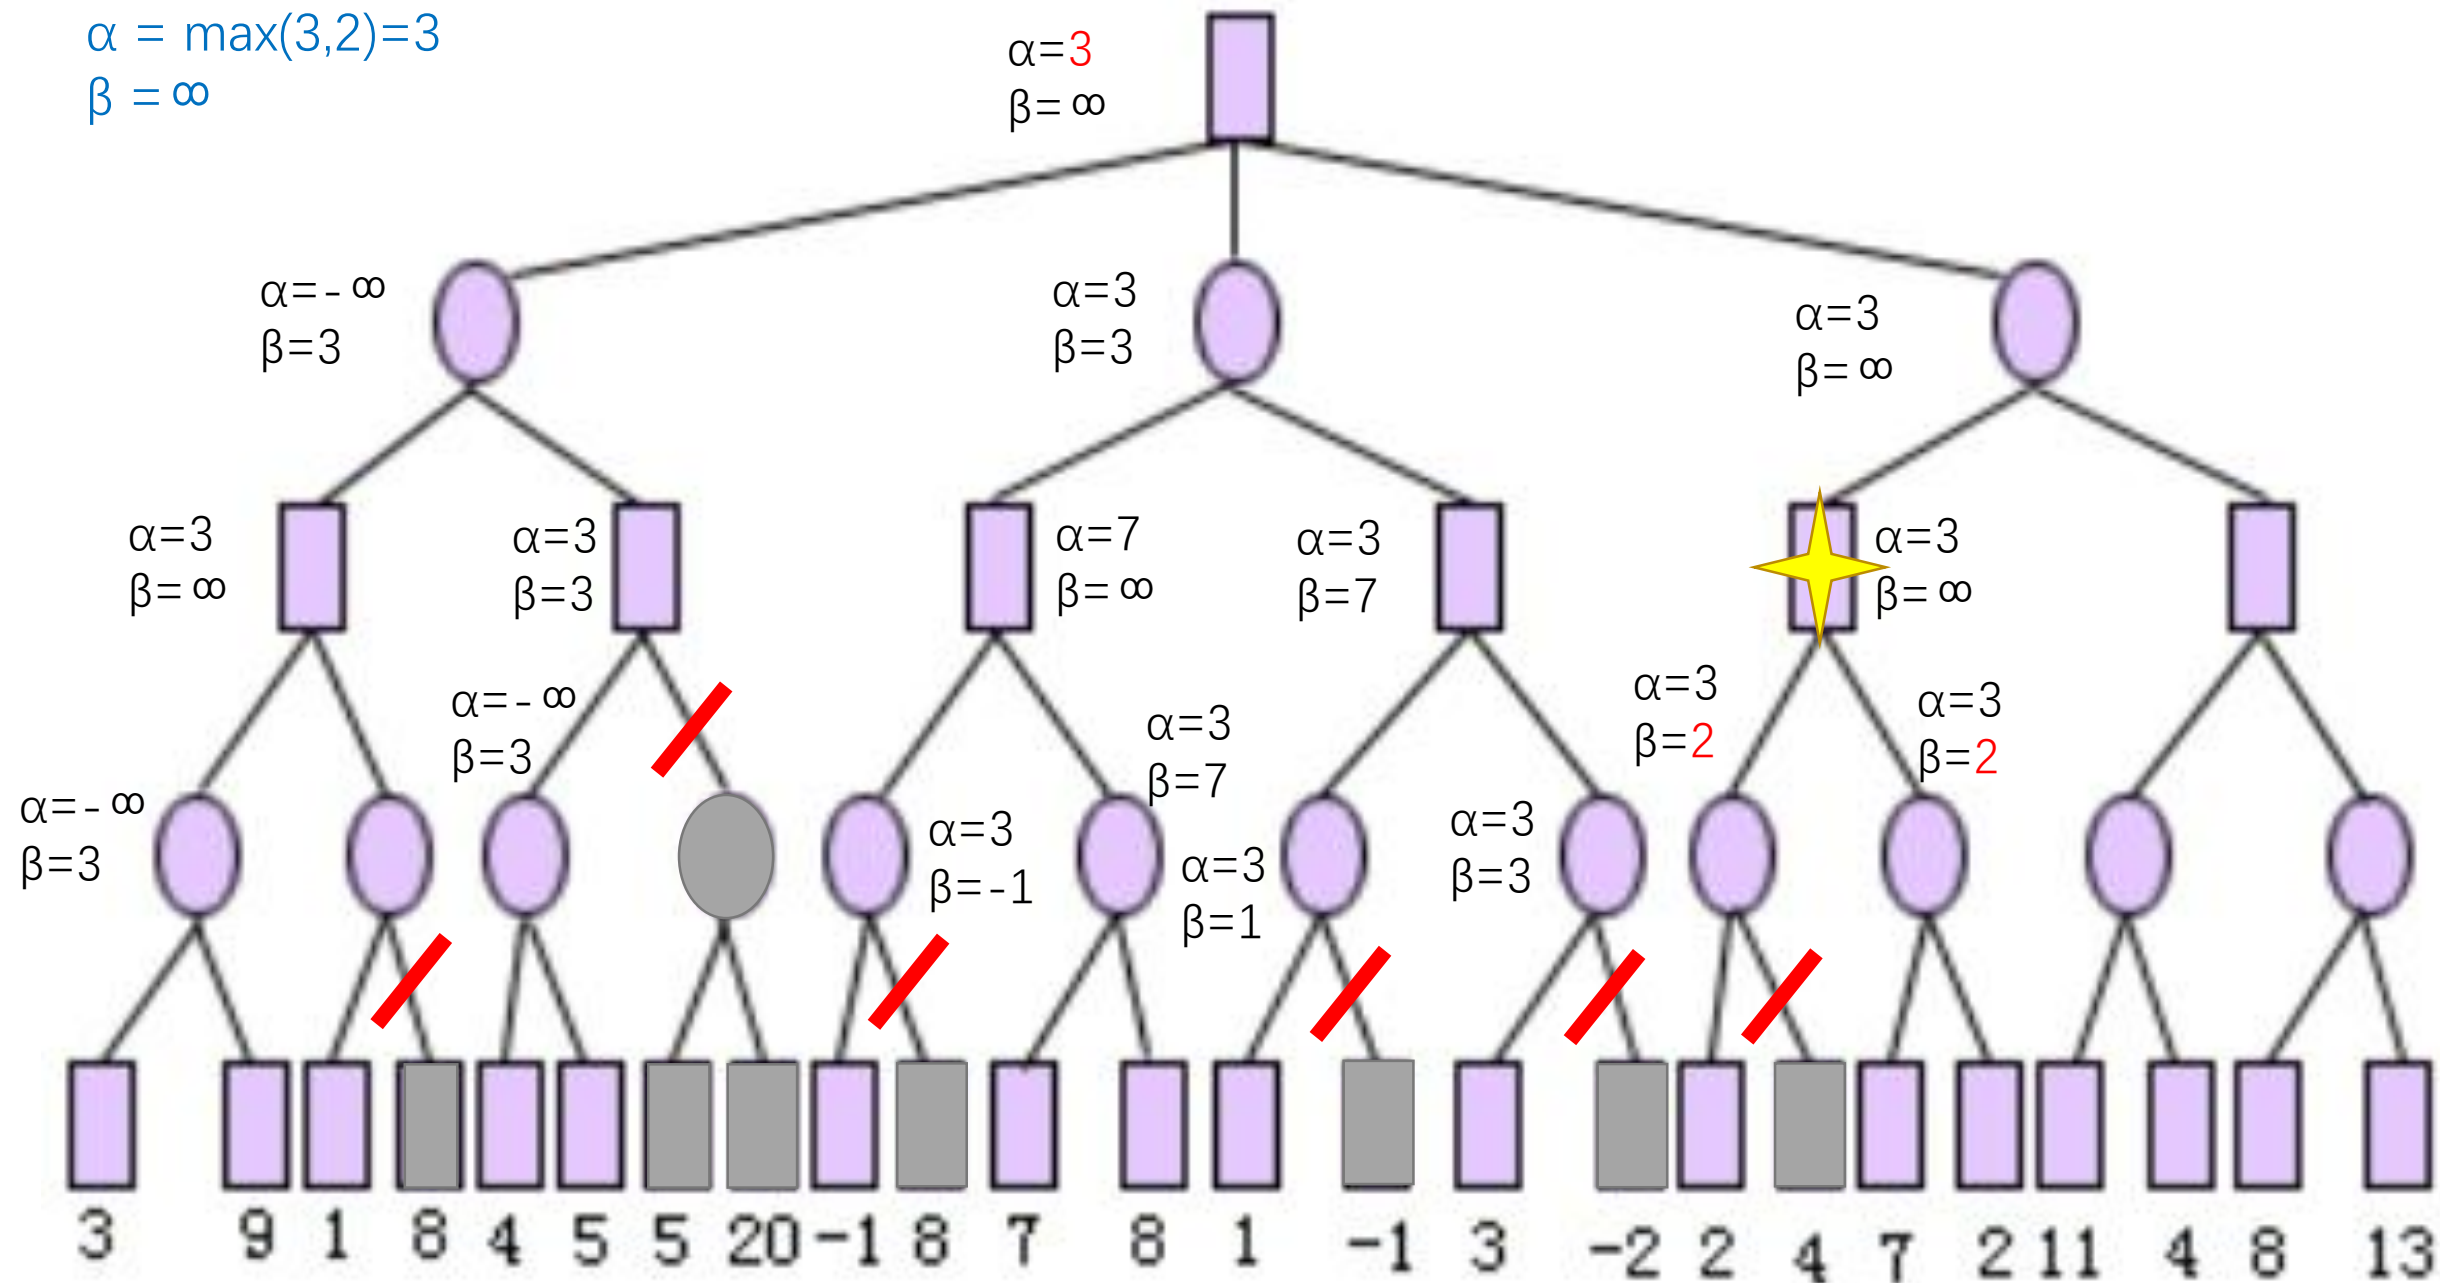 α = max(3,2)=3
β =∞
α=3
β=∞
α=-∞
β=3
α=3
β=3
α=3
β=∞
α=3
β=∞
α=3
β=3
α=7
β=∞
α=3
β=7
α=3
β=∞
α=-∞
β=3
α=3
β=7
α=3
β=2
α=3
β=2
α=-∞
β=3
α=3
β=-1
α=3
β=1
α=3
β=3
3 9 1 8 4 5 5 20 -1 8 7 8 1 -1 3 -2 2 4 7 2 11 4 8 13